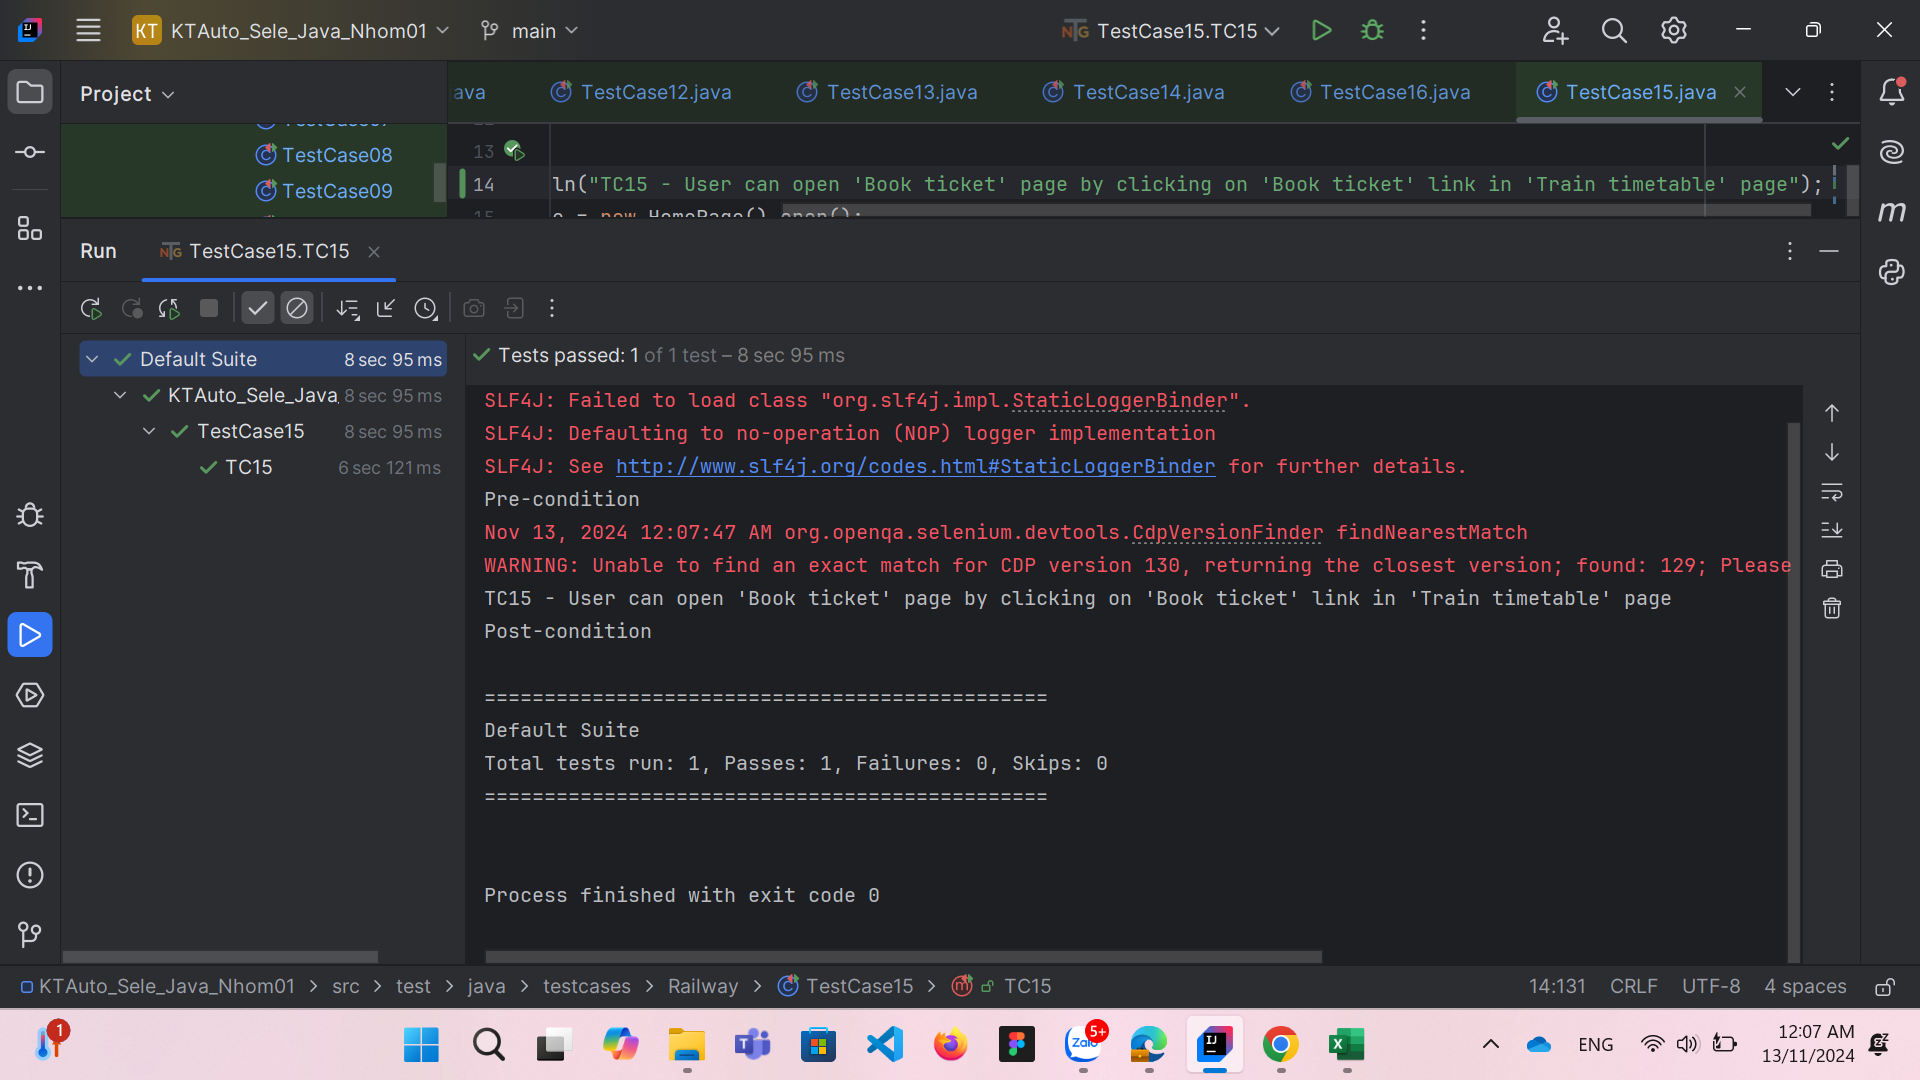 KT KTAuto_Sele_Java_Nhom01 main TestCase15.TC15
Project
ava TestCase12.java TestCase13.java TestCase14.java TestCase16.java TestCase15.java
TestCase08
TestCase09
13
14 ln("TC15 - User can open 'Book ticket' page by clicking on 'Book ticket' link in 'Train timetable' page");
15 e = new HomePage().open();
Run TestCase15.TC15
Default Suite 8 sec 95 ms
KTAuto_Sele_Java_ 8 sec 95 ms
TestCase15 8 sec 95 ms
TC15 6 sec 121 ms
Tests passed: 1 of 1 test – 8 sec 95 ms
SLF4J: Failed to load class "org.slf4j.impl.StaticLoggerBinder".
SLF4J: Defaulting to no-operation (NOP) logger implementation
SLF4J: See http://www.slf4j.org/codes.html#StaticLoggerBinder for further details.
Pre-condition
Nov 13, 2024 12:07:47 AM org.openqa.selenium.devtools.CdpVersionFinder findNearestMatch
WARNING: Unable to find an exact match for CDP version 130, returning the closest version; found: 129; Please
TC15 - User can open 'Book ticket' page by clicking on 'Book ticket' link in 'Train timetable' page
Post-condition
===============================================
Default Suite
Total tests run: 1, Passes: 1, Failures: 0, Skips: 0
===============================================
Process finished with exit code 0
KTAuto_Sele_Java_Nhom01 > src > test > java > testcases > Railway > TestCase15 > TC15
14:131 CRLF UTF-8 4 spaces
1
5+
Zalo
ENG
12:07 AM
13/11/2024